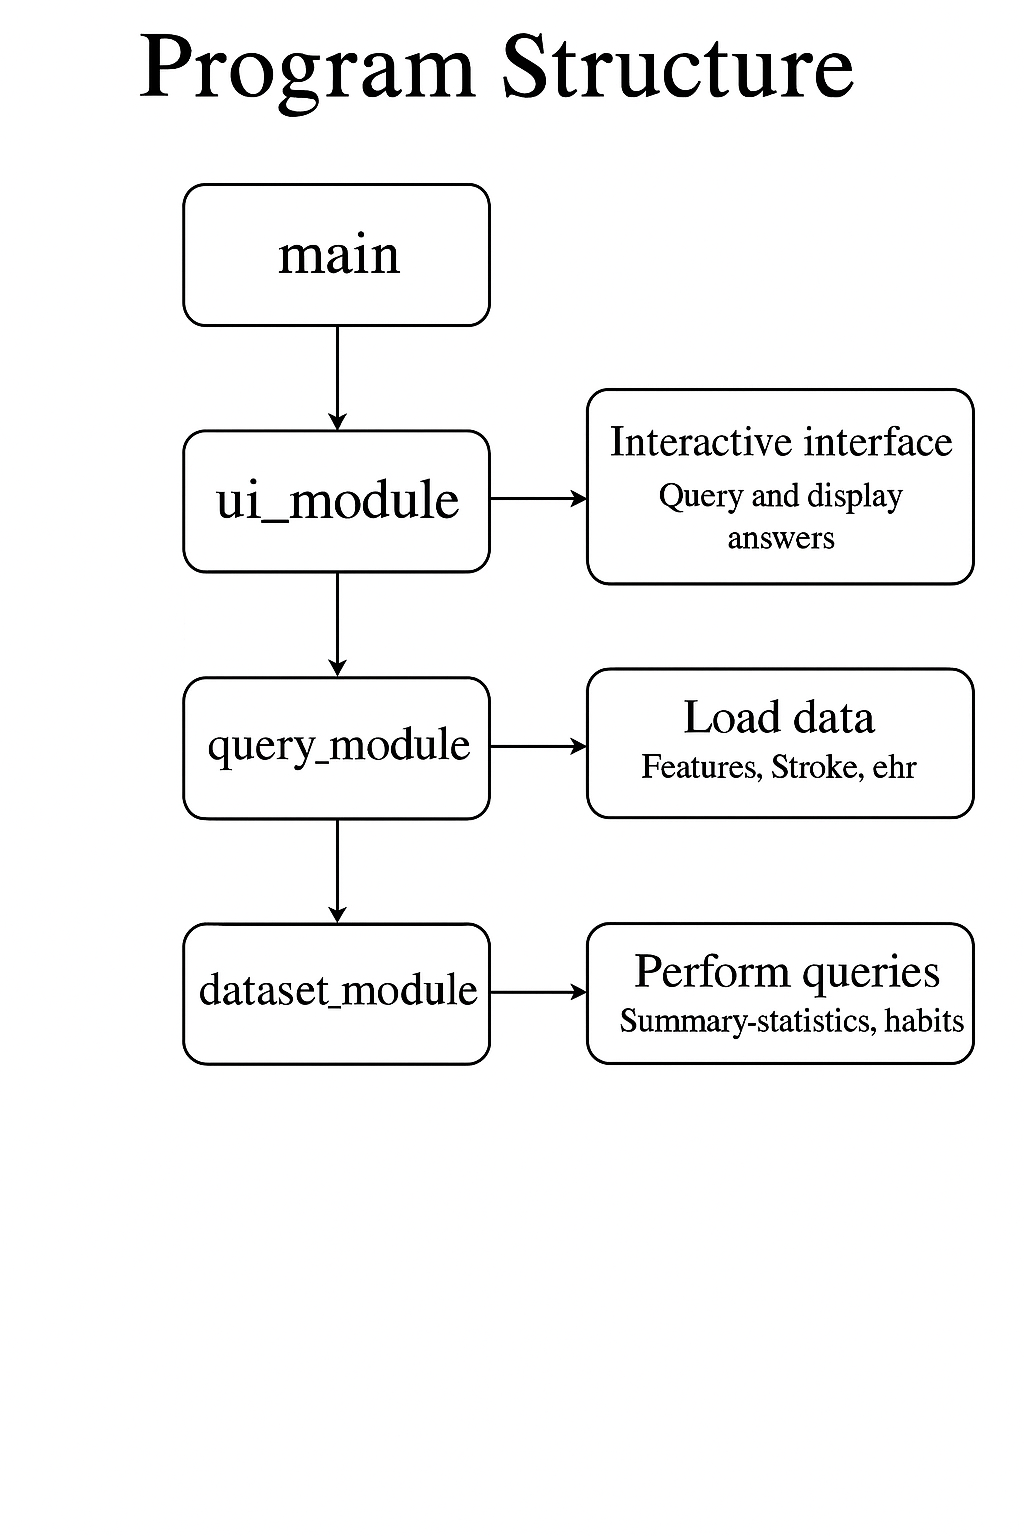 Program Structure
main
ui_module
Interactive interface
Query and display
answers
query_module
Load data
Features, Stroke, ehr
dataset_module
Perform queries
Summary-statistics, habits